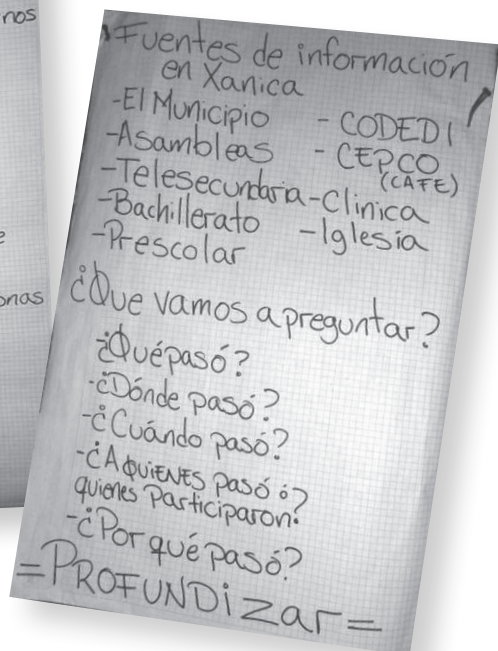 nos
e
onas
Fuentes de información
en Xanica
-El Municipio - CODEDI
-Asambleas - CEPCO
(CAFE)
-Telesecundaria -Clinica
-Bachillerato -Iglesia
-Prescolar
¿Que vamos a preguntar?
¿Qué pasó?
-¿Dónde pasó?
-¿Cuándo pasó?
-¿A QUIENES pasó ó?
quienes Participaron?
-¿Por qué pasó?
=PROFUNDizar=